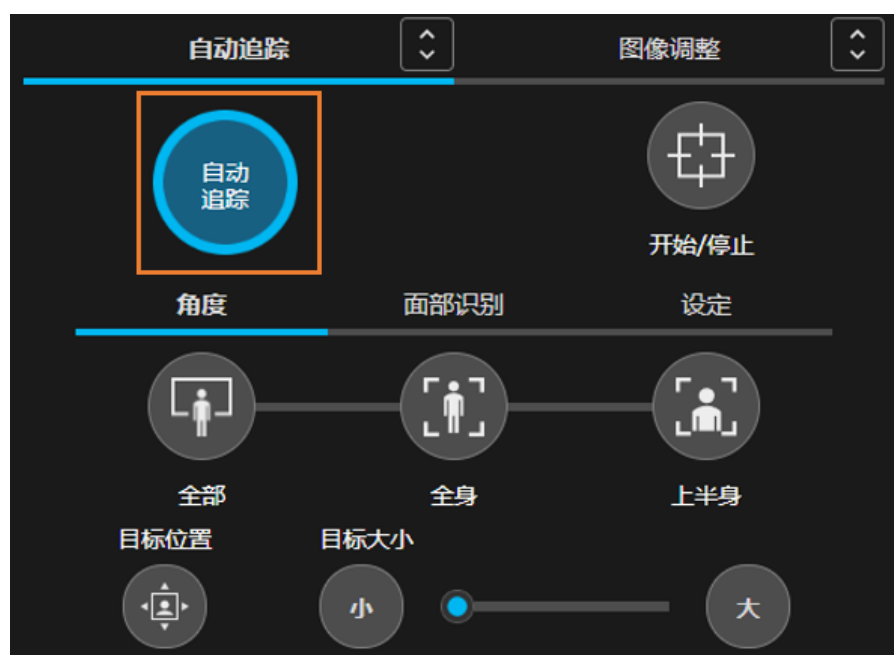 自动追踪
图像调整
自动
追踪
开始/停止
角度
面部识别
设定
全部
全身
上半身
目标位置
目标大小
小
大